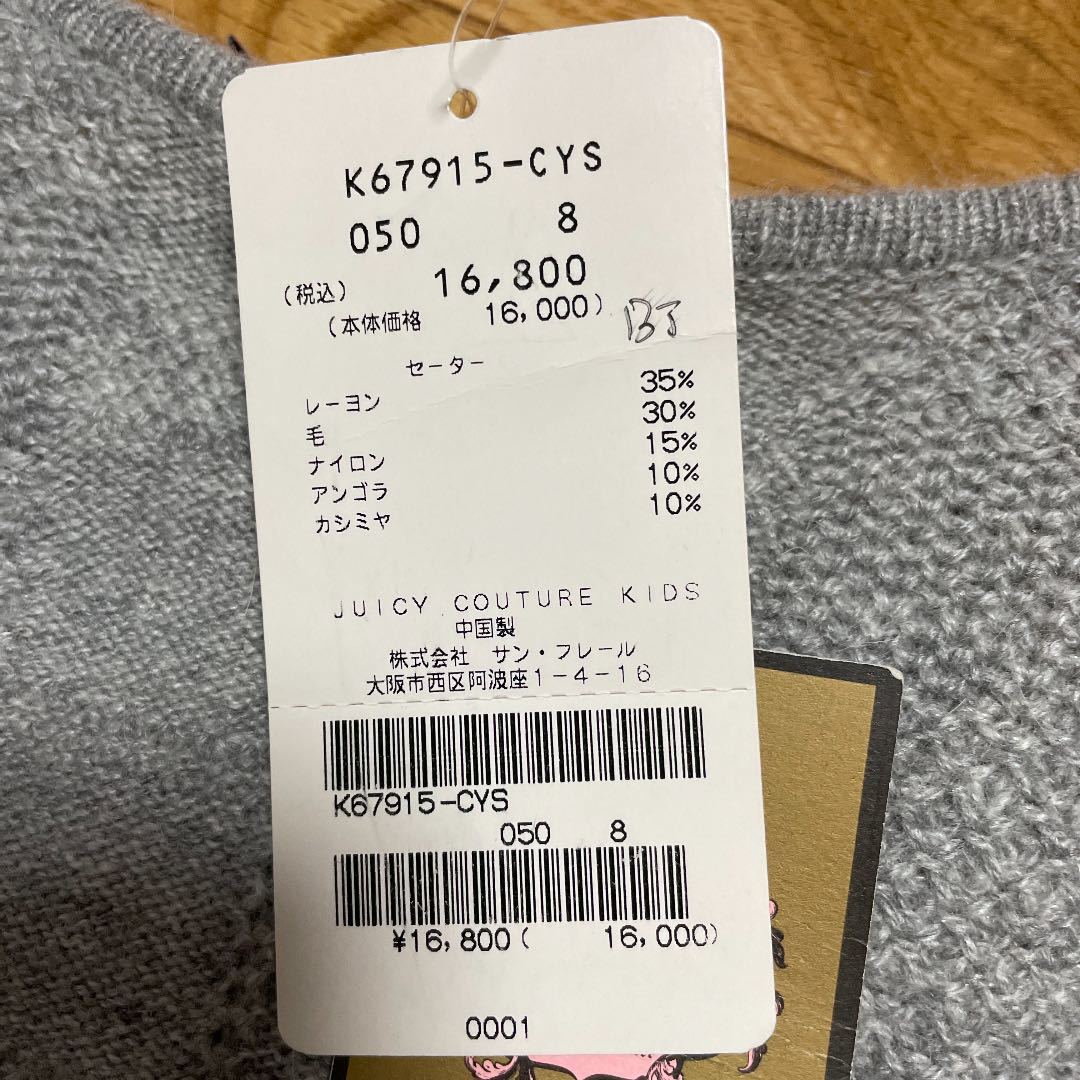 K67915-CYS
050 8
(税込) 16,800
(本体価格 16,000)
セーター
レーヨン 35%
毛 30%
ナイロン 15%
アンゴラ 10%
カシミヤ 10%
JUICY COUTURE KIDS
中国製
株式会社 サン・フレール
大阪市西区阿波座1-4-16
K67915-CYS
050 8
¥16,800( 16,000)
0001